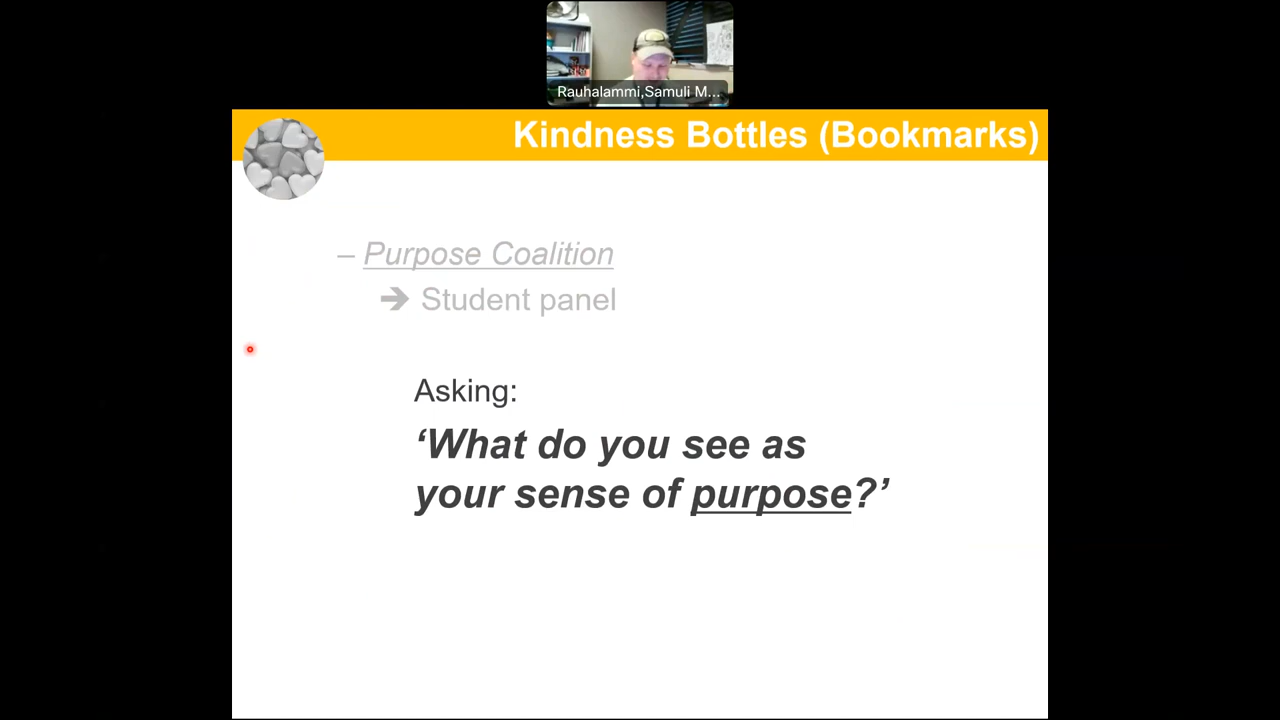 Rauhalammi,Samuli M...
Kindness Bottles (Bookmarks)
– Purpose Coalition
➔ Student panel
Asking:
‘What do you see as
your sense of purpose?’